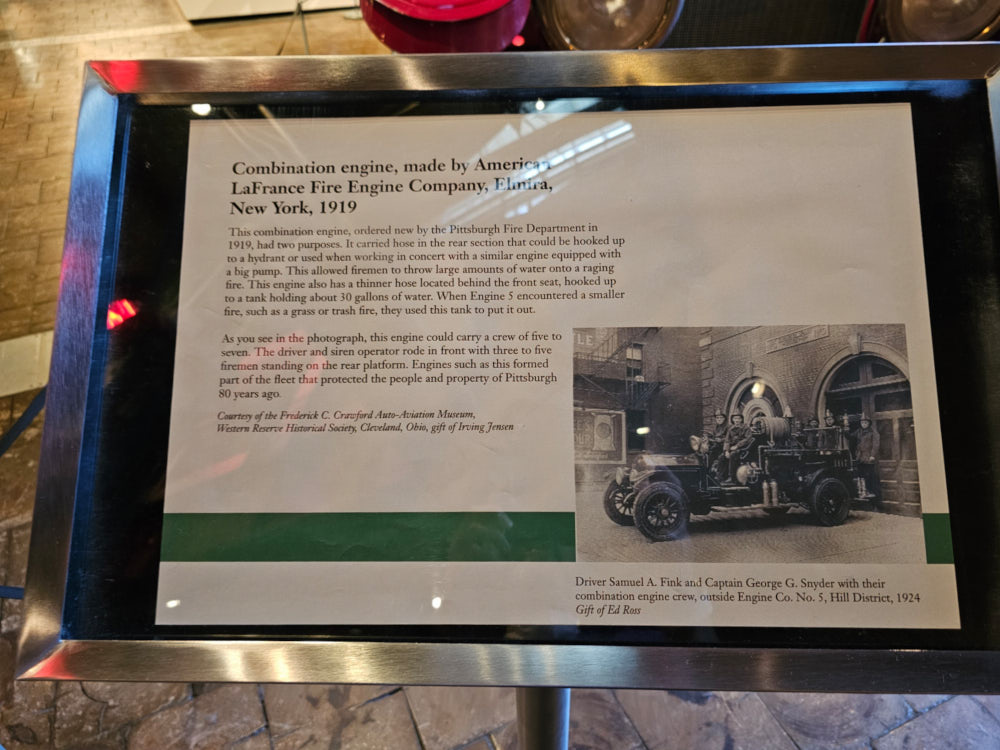 Combination engine, made by American
LaFrance Fire Engine Company, Elmira,
New York, 1919
This combination engine, ordered new by the Pittsburgh Fire Department in
1919, had two purposes. It carried hose in the rear section that could be hooked up
to a hydrant or used when working in concert with a similar engine equipped with
a big pump. This allowed firemen to throw large amounts of water onto a raging
fire. This engine also has a thinner hose located behind the front seat, hooked up
to a tank holding about 30 gallons of water. When Engine 5 encountered a smaller
fire, such as a grass or trash fire, they used this tank to put it out.
As you see in the photograph, this engine could carry a crew of five to
seven. The driver and siren operator rode in front with three to five
firemen standing on the rear platform. Engines such as this formed
part of the fleet that protected the people and property of Pittsburgh
80 years ago.
Courtesy of the Frederick C. Crawford Auto-Aviation Museum,
Western Reserve Historical Society, Cleveland, Ohio, gift of Irving Jensen
Driver Samuel A. Fink and Captain George G. Snyder with their
combination engine crew, outside Engine Co. No. 5, Hill District, 1924
Gift of Ed Ross